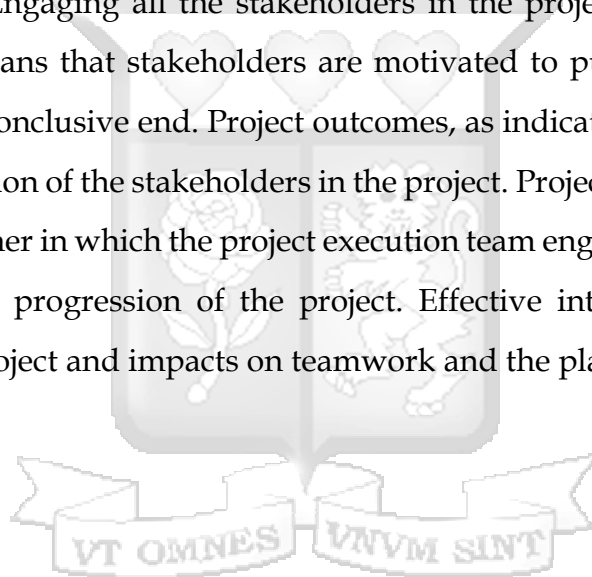 Engaging all the stakeholders in the proje
ans that stakeholders are motivated to pu
onclusive end. Project outcomes, as indicat
ion of the stakeholders in the project. Projec
ner in which the project execution team eng
progression of the project. Effective int
oject and impacts on teamwork and the pla
VT OMNES VNVM SINT